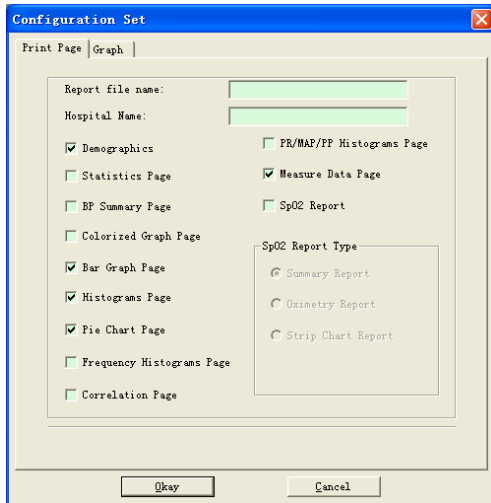 Configuration Set
Print Page
Graph
Report file name:
Hospital Name:
Demographics
Statistics Page
BP Summary Page
Colorized Graph Page
Bar Graph Page
Histograms Page
Pie Chart Page
Frequency Histograms Page
Correlation Page
PR/MAP/PP Histograms Page
Measure Data Page
SpO2 Report
SpO2 Report Type
Summary Report
Oximetry Report
Strip Chart Report
Okay
Cancel